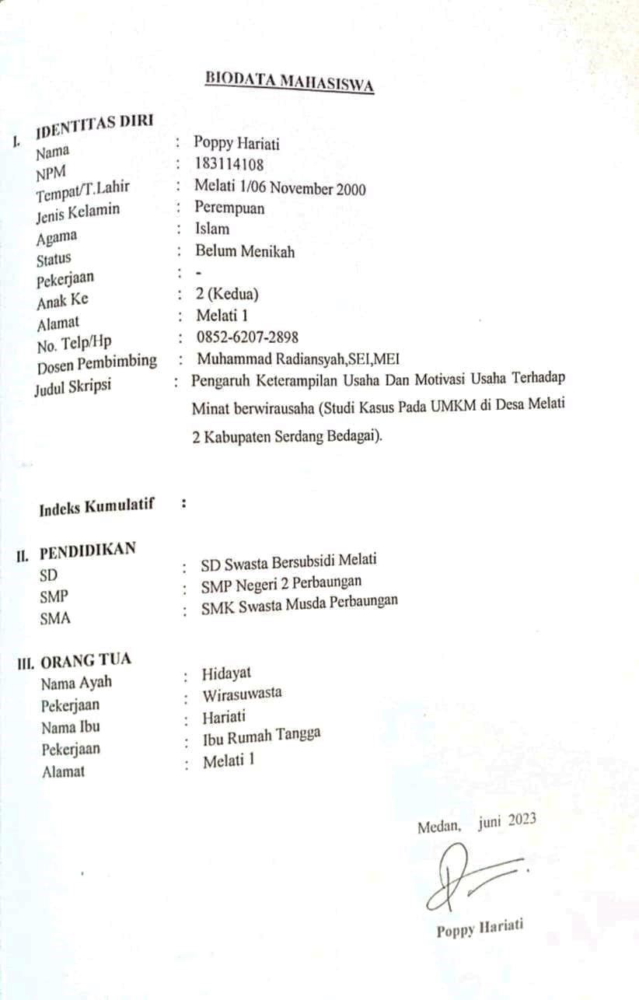 BIODATA MAHASISWA
I. IDENTITAS DIRI
Nama : Poppy Hariati
NPM : 183114108
Tempat/T.Lahir : Melati 1/06 November 2000
Jenis Kelamin : Perempuan
Agama : Islam
Status : Belum Menikah
Pekerjaan : -
Anak Ke : 2 (Kedua)
Alamat : Melati 1
No. Telp/Hp : 0852-6207-2898
Dosen Pembimbing : Muhammad Radiansyah,SEI,MEI
Judul Skripsi : Pengaruh Keterampilan Usaha Dan Motivasi Usaha Terhadap
Minat berwirausaha (Studi Kasus Pada UMKM di Desa Melati
2 Kabupaten Serdang Bedagai).
Indeks Kumulatif :
II. PENDIDIKAN
SD : SD Swasta Bersubsidi Melati
SMP : SMP Negeri 2 Perbaungan
SMA : SMK Swasta Musda Perbaungan
III. ORANG TUA
Nama Ayah : Hidayat
Pekerjaan : Wirasuwasta
Nama Ibu : Hariati
Pekerjaan : Ibu Rumah Tangga
Alamat : Melati 1
Medan, juni 2023
Poppy Hariati